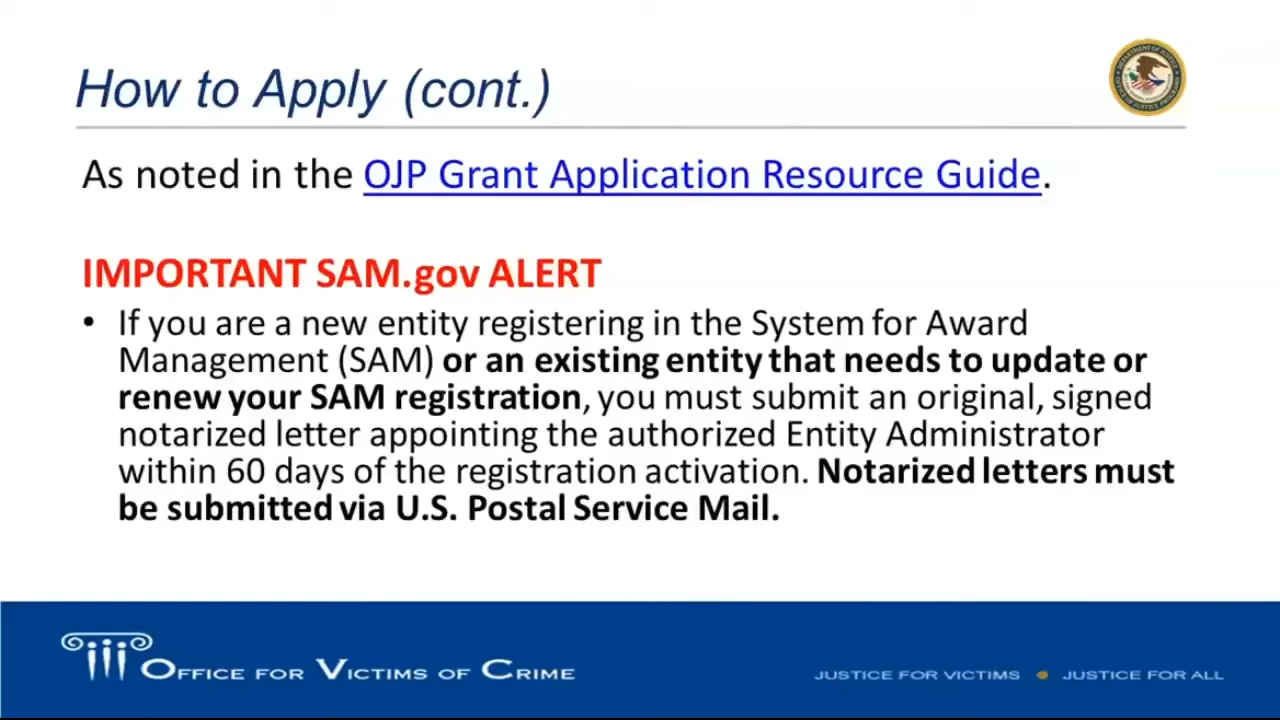 How to Apply (cont.)
As noted in the OJP Grant Application Resource Guide.
IMPORTANT SAM.gov ALERT
• If you are a new entity registering in the System for Award
Management (SAM) or an existing entity that needs to update or
renew your SAM registration, you must submit an original, signed
notarized letter appointing the authorized Entity Administrator
within 60 days of the registration activation. Notarized letters must
be submitted via U.S. Postal Service Mail.
OFFICE FOR VICTIMS OF CRIME
JUSTICE FOR VICTIMS • JUSTICE FOR ALL